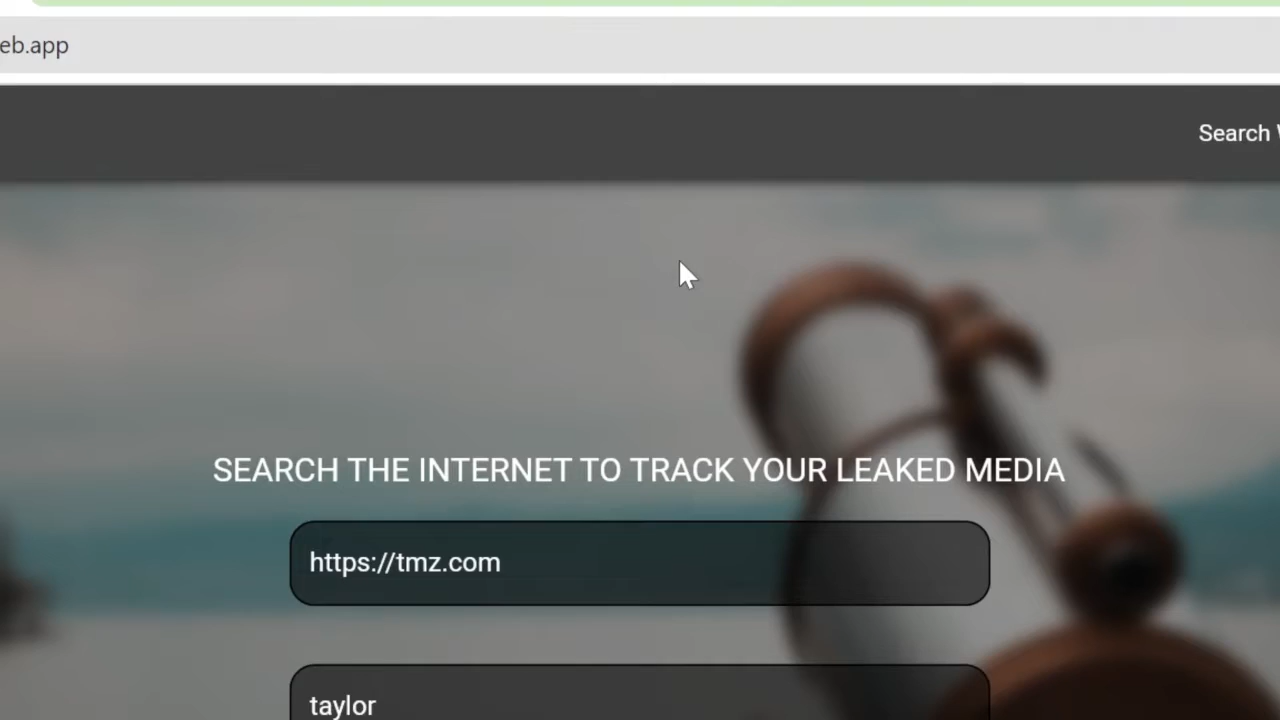 eb.app
Search
SEARCH THE INTERNET TO TRACK YOUR LEAKED MEDIA
https://tmz.com
taylor